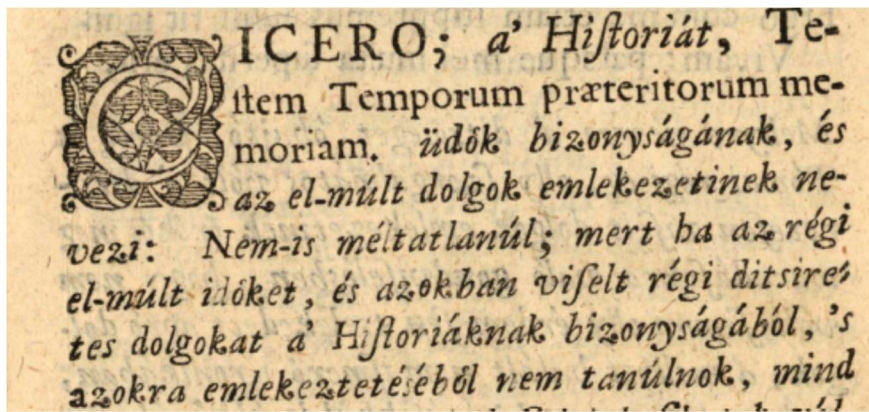 CICERO; a' Hiſtoriát, Te-
ſtem Temporum præteritorum me-
moriam. üdők bizonyságának, és
az el-múlt dolgok emlekezetinek ne-
vezi: Nem-is méltatlanúl; mert ha az régi
el-múlt időket, és azokban viſelt régi ditsire-
tes dolgokat a' Hiſtoriáknak bizonyságából, 's
azokra emlekeztetéséből nem tanúlnok, mind